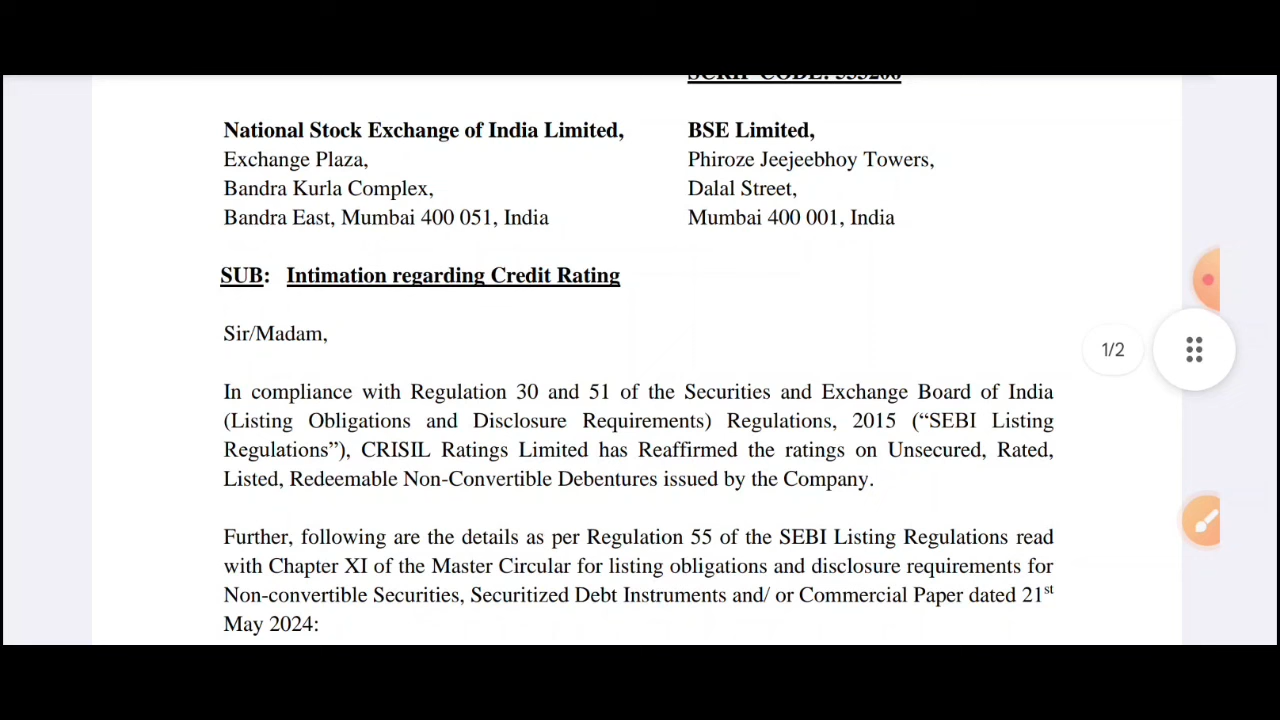 SCRIP CODE: 533206
National Stock Exchange of India Limited,
Exchange Plaza,
Bandra Kurla Complex,
Bandra East, Mumbai 400 051, India
BSE Limited,
Phiroze Jeejeebhoy Towers,
Dalal Street,
Mumbai 400 001, India
SUB: Intimation regarding Credit Rating
Sir/Madam,
In compliance with Regulation 30 and 51 of the Securities and Exchange Board of India
(Listing Obligations and Disclosure Requirements) Regulations, 2015 (“SEBI Listing
Regulations”), CRISIL Ratings Limited has Reaffirmed the ratings on Unsecured, Rated,
Listed, Redeemable Non-Convertible Debentures issued by the Company.
1/2
Further, following are the details as per Regulation 55 of the SEBI Listing Regulations read
with Chapter XI of the Master Circular for listing obligations and disclosure requirements for
Non-convertible Securities, Securitized Debt Instruments and/ or Commercial Paper dated 21st
May 2024: